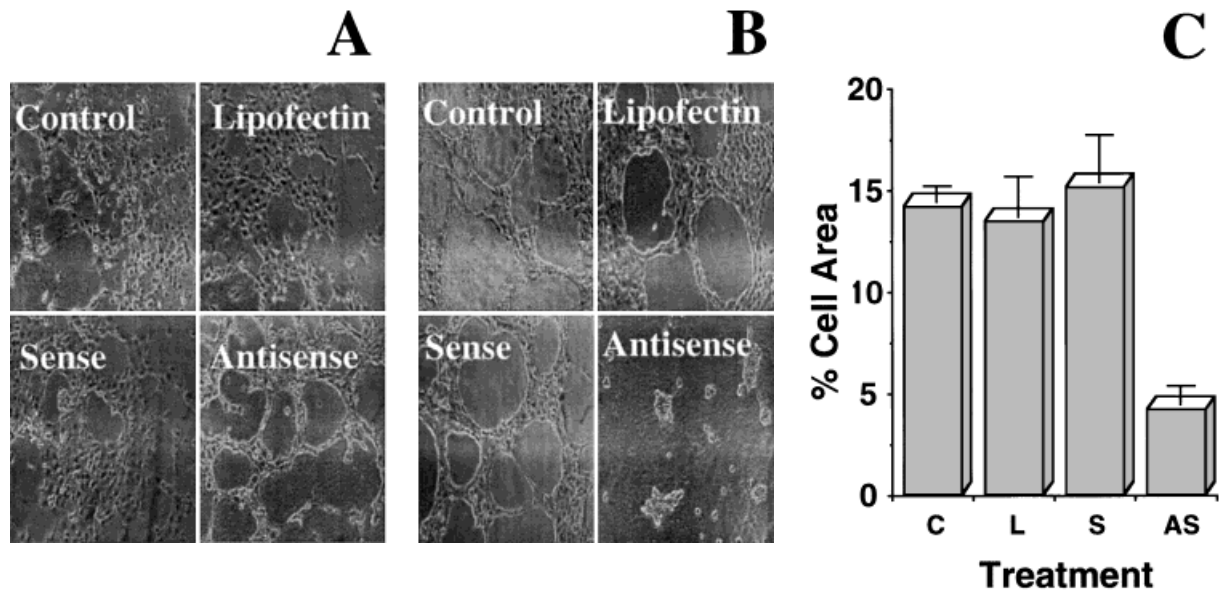 A
B
C
Control
Lipofectin
Sense
Antisense
Control
Lipofectin
Sense
Antisense
20
15
10
5
0
% Cell Area
C
L
S
AS
Treatment